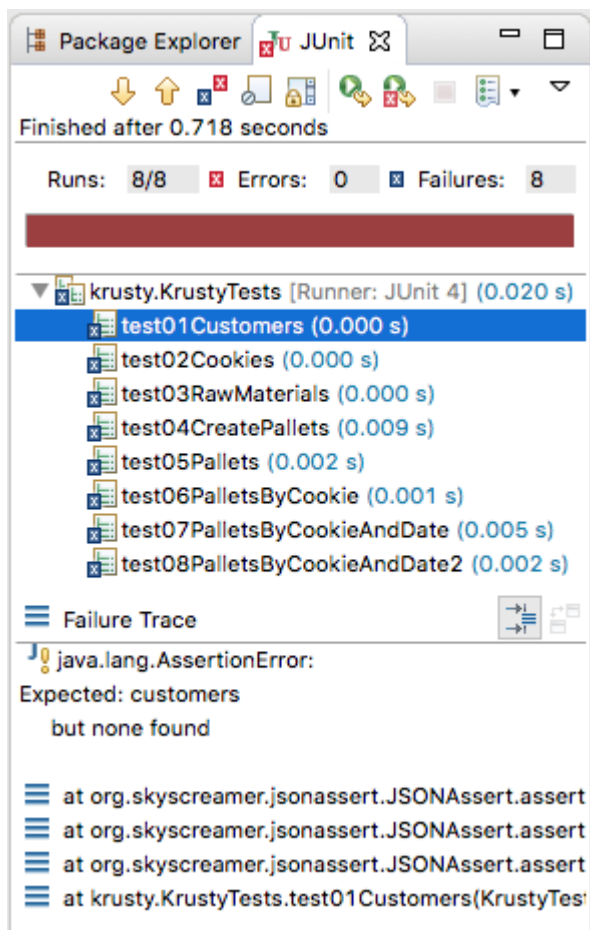 Package Explorer JUnit
Finished after 0.718 seconds
Runs: 8/8 Errors: 0 Failures: 8
krusty.KrustyTests [Runner: JUnit 4] (0.020 s)
test01Customers (0.000 s)
test02Cookies (0.000 s)
test03RawMaterials (0.000 s)
test04CreatePallets (0.009 s)
test05Pallets (0.002 s)
test06PalletsByCookie (0.001 s)
test07PalletsByCookieAndDate (0.005 s)
test08PalletsByCookieAndDate2 (0.002 s)
Failure Trace
java.lang.AssertionError:
Expected: customers
but none found
at org.skyscreamer.jsonassert.JSONAssert.assert
at org.skyscreamer.jsonassert.JSONAssert.assert
at org.skyscreamer.jsonassert.JSONAssert.assert
at krusty.KrustyTests.test01Customers(KrustyTes